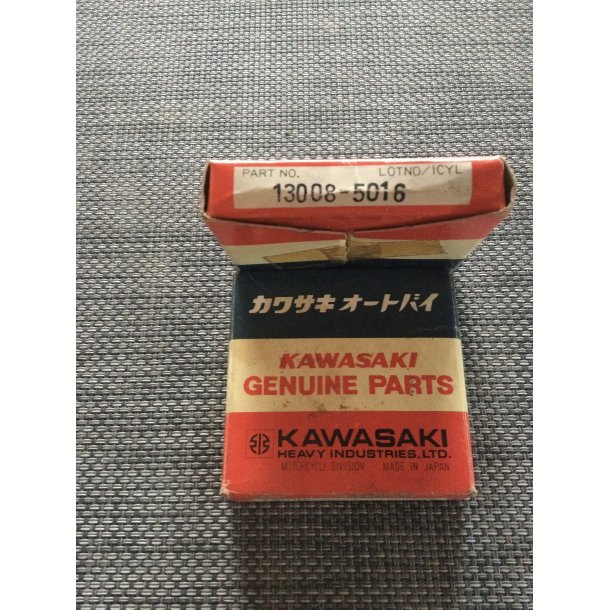 PART NO. LOTNO/1CYL
13008-5016
カワサキ オートバイ
KAWASAKI
GENUINE PARTS
KAWASAKI
HEAVY INDUSTRIES, LTD.
MOTORCYCLE DIVISION MADE IN JAPAN